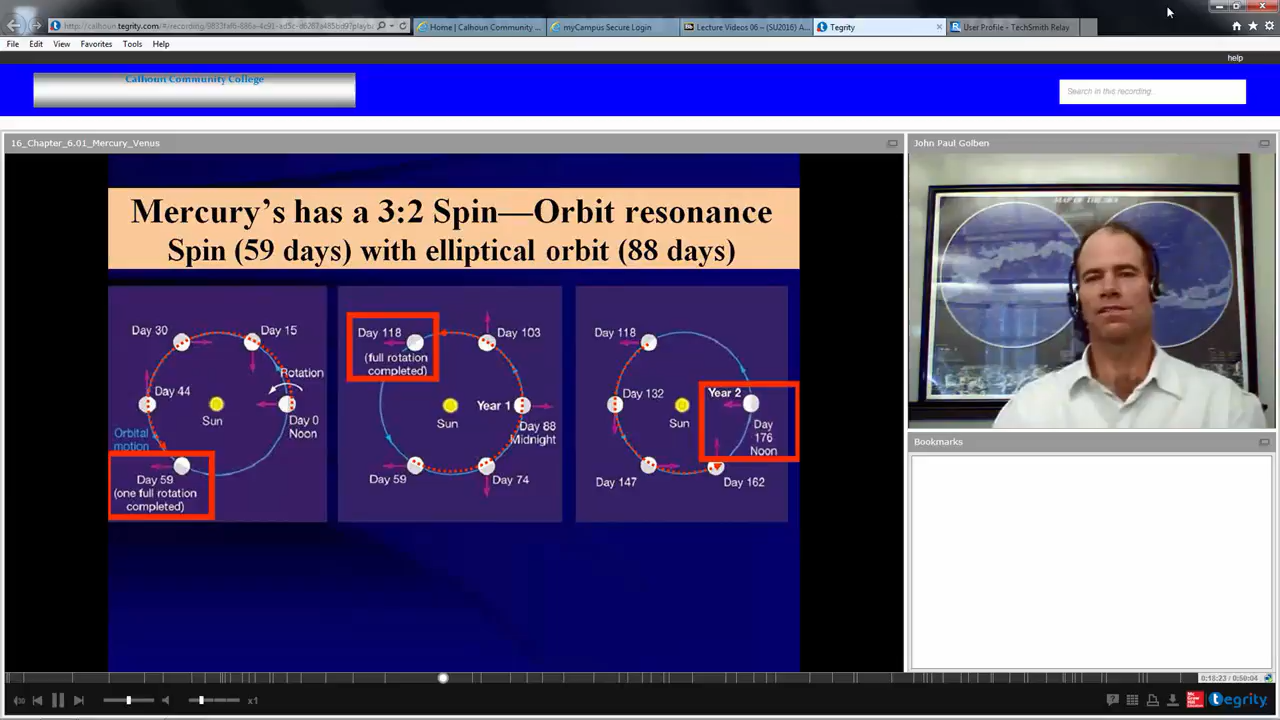 tegrity.com
Home | Calhoun Community ...
myCampus Secure Login
Lecture Videos 06 – (SU2016) A...
Tegrity
User Profile - TechSmith Relay
File Edit View Favorites Tools Help
help
Calhoun Community College
Search in this recording.
16_Chapter_6.01_Mercury_Venus
John Paul Golben
Mercury's has a 3:2 Spin—Orbit resonance
Spin (59 days) with elliptical orbit (88 days)
Day 30
Day 15
Rotation
Day 44
Sun
Day 0
Noon
Orbital
motion
Day 59
(one full rotation
completed)
Day 118
(full rotation
completed)
Day 103
Year 1
Sun
Day 88
Midnight
Day 59
Day 74
Day 118
Day 132
Sun
Year 2
Day
176
Noon
Day 147
Day 162
Bookmarks
x1
tegrity